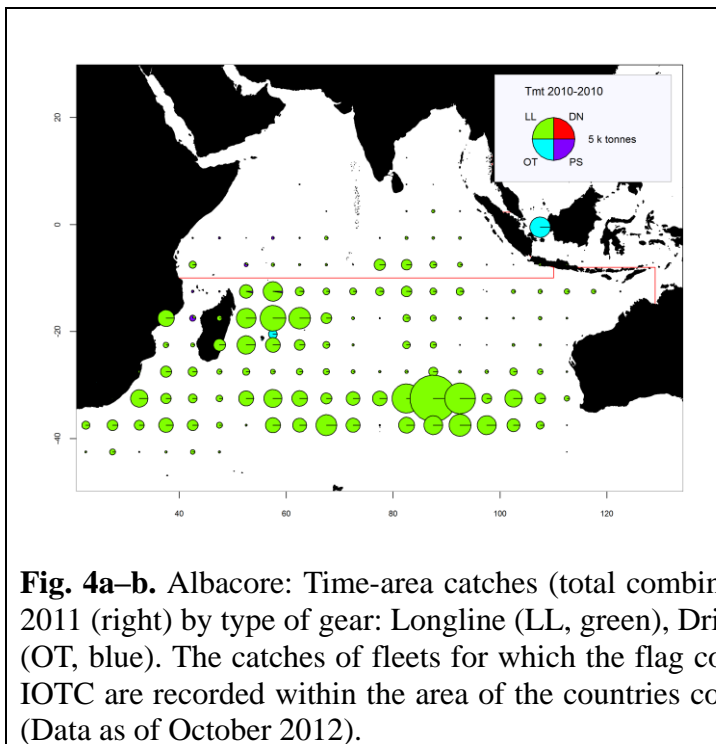 Tmt 2010-2010
LL DN
5 k tonnes
OT PS
20
0
-20
-40
40 60 80 100 120
Fig. 4a–b. Albacore: Time-area catches (total combin
2011 (right) by type of gear: Longline (LL, green), Dri
(OT, blue). The catches of fleets for which the flag co
IOTC are recorded within the area of the countries co
(Data as of October 2012).